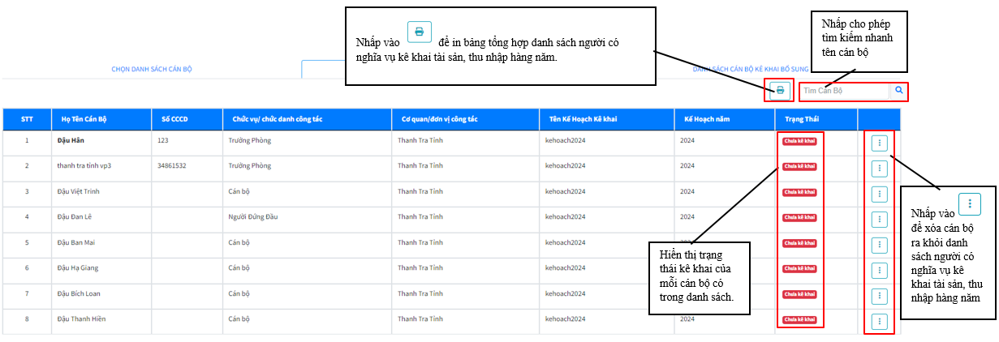 Nhấp vào để in bảng tổng hợp danh sách người có
nghĩa vụ kê khai tài sản, thu nhập hàng năm.
Nhấp cho phép
tìm kiếm nhanh
tên cán bộ
CHỌN DANH SÁCH CÁN BỘ
DANH SÁCH CÁN BỘ KÊ KHAI BỔ SUNG
Tìm Cán Bộ
STT Họ Tên Cán Bộ Số CCCD Chức vụ/ chức danh công tác Cơ quan/đơn vị công tác Tên Kế Hoạch Kê khai Kế Hoạch năm Trạng Thái
1 Đậu Hân 123 Trưởng Phòng Thanh Tra Tỉnh kehoach2024 2024 Chưa kê khai
2 thanh tra tỉnh vp3 34861532 Trưởng Phòng Thanh Tra Tỉnh kehoach2024 2024 Chưa kê khai
3 Đậu Việt Trinh Cán bộ Thanh Tra Tỉnh kehoach2024 2024 Chưa kê khai
4 Đậu Đan Lê Người Đứng Đầu Thanh Tra Tỉnh kehoach2024 2024 Chưa kê khai
5 Đậu Ban Mai Cán bộ Thanh Tra Tỉnh kehoach2024 Chưa kê khai
6 Đậu Hạ Giang Cán bộ Thanh Tra Tỉnh kehoach2024 Chưa kê khai
7 Đậu Bích Loan Cán bộ Thanh Tra Tỉnh kehoach2024 Chưa kê khai
8 Đậu Thanh Hiền Cán bộ Thanh Tra Tỉnh kehoach2024 2024 Chưa kê khai
Hiển thị trạng
thái kê khai của
mỗi cán bộ có
trong danh sách.
Nhấp vào
để xóa cán bộ
ra khỏi danh
sách người có
nghĩa vụ kê
khai tài sản, thu
nhập hàng năm